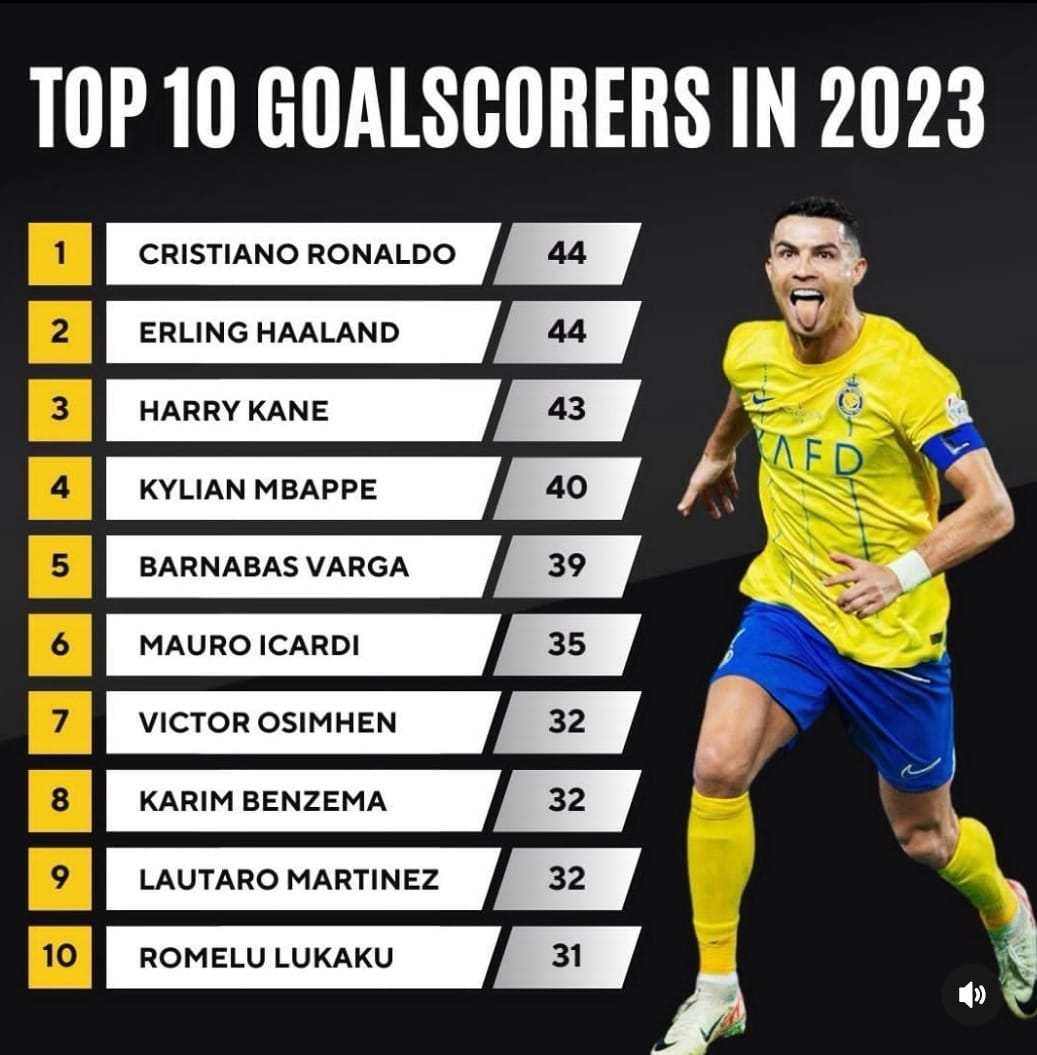 TOP 10 GOALSCORERS IN 2023
1 CRISTIANO RONALDO 44
2 ERLING HAALAND 44
3 HARRY KANE 43
4 KYLIAN MBAPPE 40
5 BARNABAS VARGA 39
6 MAURO ICARDI 35
7 VICTOR OSIMHEN 32
8 KARIM BENZEMA 32
9 LAUTARO MARTINEZ 32
10 ROMELU LUKAKU 31
KAFD